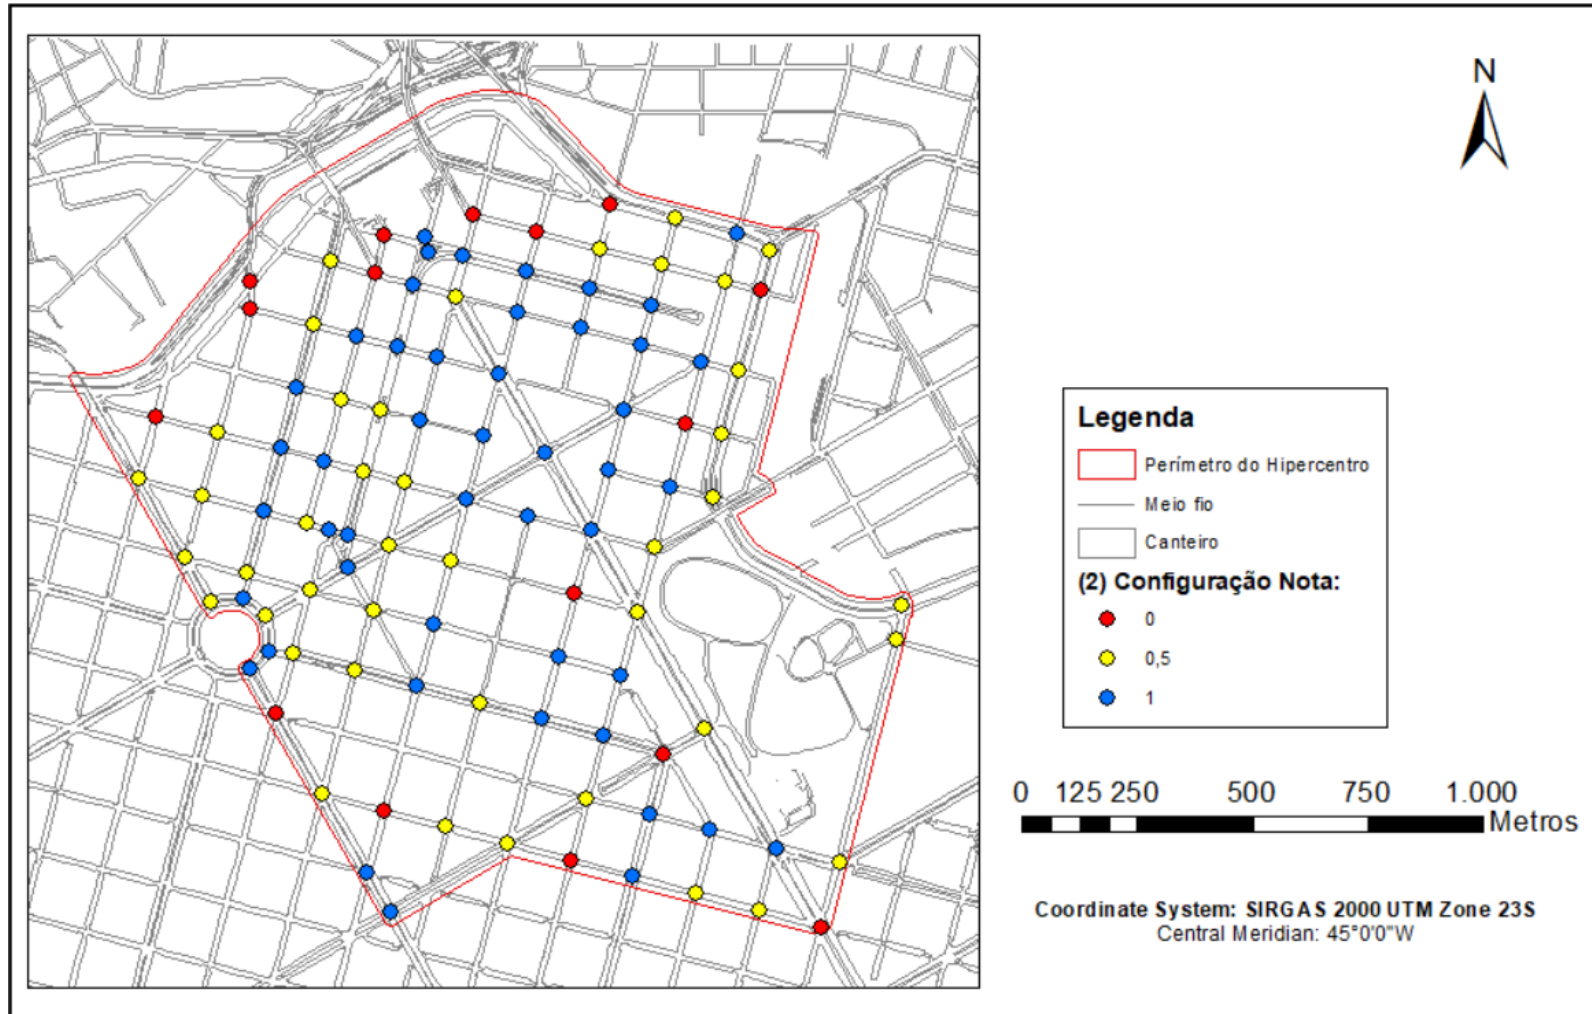 N
Legenda
Perímetro do Hipercentro
Meio fio
Canteiro
(2) Configuração Nota:
0
0,5
1
0 125 250 500 750 1.000
Metros
Coordinate System: SIRGAS 2000 UTM Zone 23S
Central Meridian: 45°0'0"W